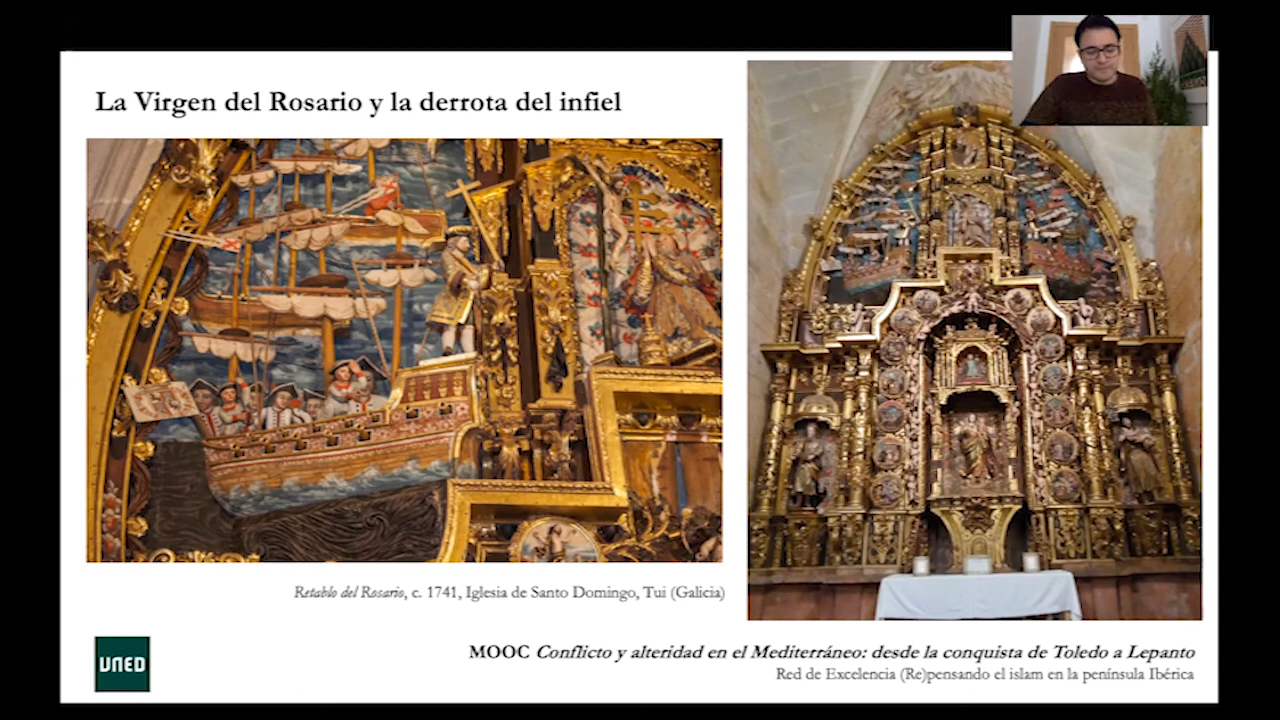 La Virgen del Rosario y la derrota del infiel
Retablo del Rosario, c. 1741, Iglesia de Santo Domingo, Tui (Galicia)
UNED
MOOC Conflicto y alteridad en el Mediterráneo: desde la conquista de Toledo a Lepanto
Red de Excelencia (Re)pensando el islam en la península Ibérica